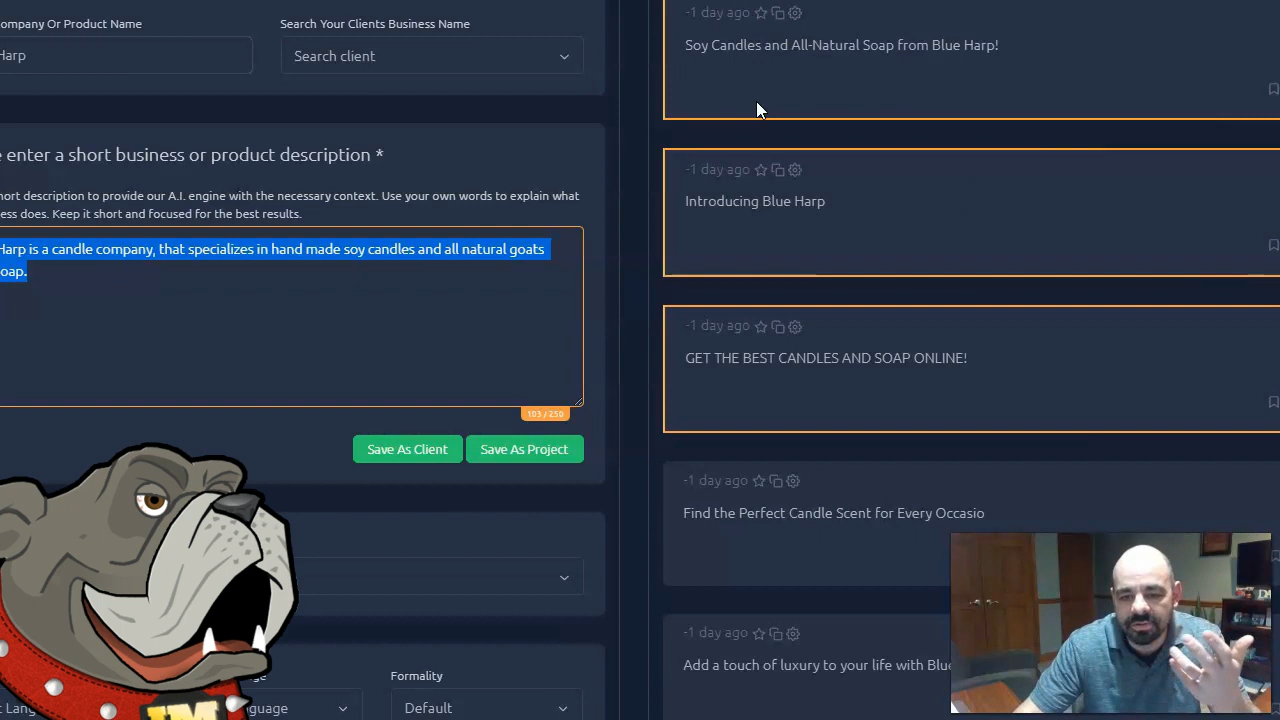 ompany Or Product Name
Search Your Clients Business Name
Harp
Search client
e enter a short business or product description *
hort description to provide our A.I. engine with the necessary context. Use your own words to explain what
ess does. Keep it short and focused for the best results.
Harp is a candle company, that specializes in hand made soy candles and all natural goats
oap.
103 / 250
Save As Client
Save As Project
ge
Formality
t Lang
nguage
Default
-1 day ago
Soy Candles and All-Natural Soap from Blue Harp!
-1 day ago
Introducing Blue Harp
-1 day ago
GET THE BEST CANDLES AND SOAP ONLINE!
-1 day ago
Find the Perfect Candle Scent for Every Occasio
-1 day ago
Add a touch of luxury to your life with Blue